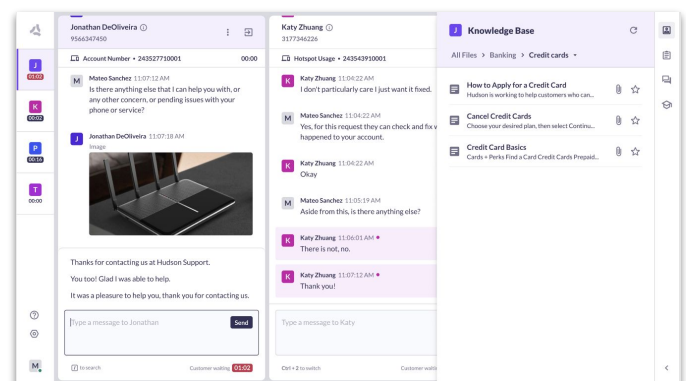 J
01:02
K
00:02
P
00:16
T
00:00
M
Jonathan DeOliveira
9566347450
Account Number • 243527710001
00:00
M
Mateo Sanchez 11:07:12 AM
Is there anything else that I can help you with, or
any other concern, or pending issues with your
phone or service?
J
Jonathan DeOliveira 11:07:18 AM
Image
Thanks for contacting us at Hudson Support.
You too! Glad I was able to help.
It was a pleasure to help you, thank you for contacting us.
Type a message to Jonathan
Send
/ to search
Customer waiting 01:02
Katy Zhuang
3177346226
Hotspot Usage • 243543910001
K
Katy Zhuang 11:04:22 AM
I don't particularly care I just want it fixed.
M
Mateo Sanchez 11:04:22 AM
Yes, for this request they can check and fix w
happened to your account.
K
Katy Zhuang 11:04:22 AM
Okay
M
Mateo Sanchez 11:05:19 AM
Aside from this, is there anything else?
K
Katy Zhuang 11:06:01 AM
There is not, no.
K
Katy Zhuang 11:07:12 AM
Thank you!
Type a message to Katy
Ctrl + 2 to switch
Customer waitin
J
Knowledge Base
All Files > Banking > Credit cards
How to Apply for a Credit Card
Hudson is working to help customers who can...
Cancel Credit Cards
Choose your desired plan, then select Continu...
Credit Card Basics
Cards + Perks Find a Card Credit Cards Prepaid...